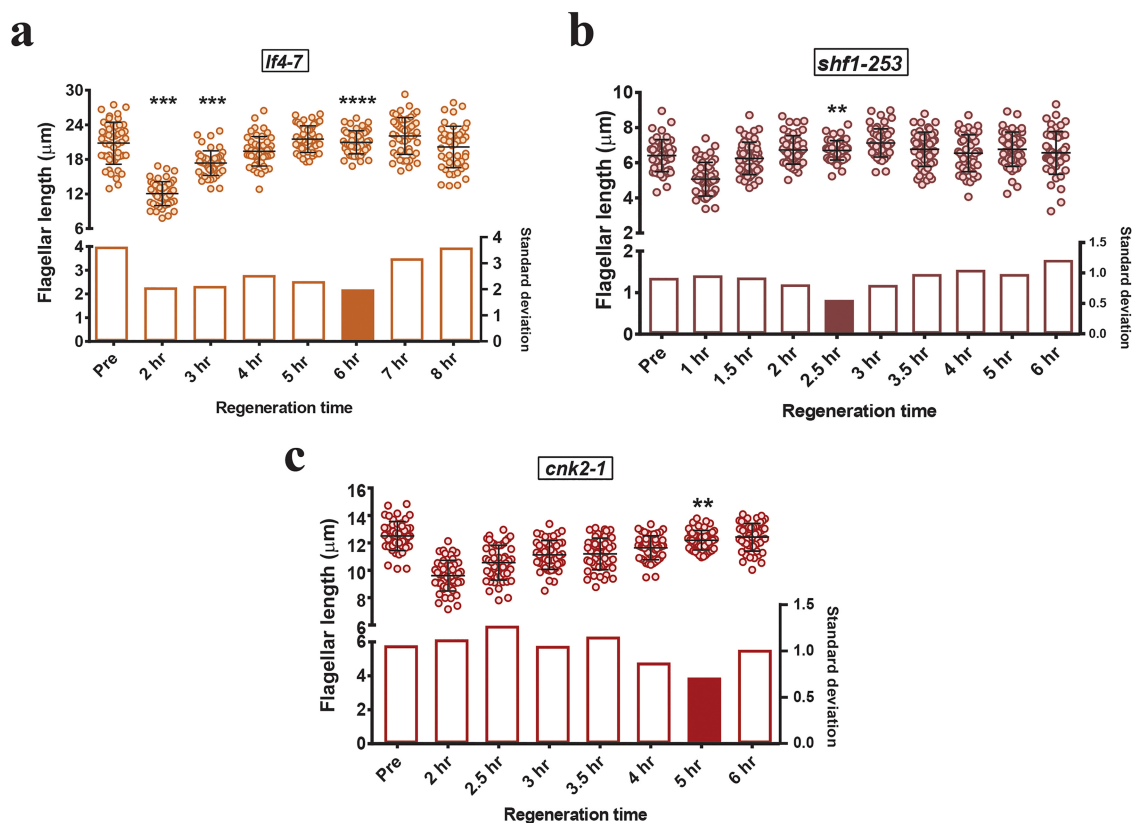 a
lf4-7
Flagellar length (μm)
30
24
18
12
6
4
3
2
1
0
*** *** ****
4
3
2
1
0
Standard deviation
Pre 2 hr 3 hr 4 hr 5 hr 6 hr 7 hr 8 hr
Regeneration time
b
shf1-253
Flagellar length (μm)
10
8
6
4
2
2
1
0
**
1.5
1.0
0.5
0.0
Standard deviation
Pre 1 hr 1.5 hr 2 hr 2.5 hr 3 hr 3.5 hr 4 hr 5 hr 6 hr
Regeneration time
c
cnk2-1
Flagellar length (μm)
16
14
12
10
8
6
6
4
2
0
**
1.5
1.0
0.5
0.0
Standard deviation
Pre 2 hr 2.5 hr 3 hr 3.5 hr 4 hr 5 hr 6 hr
Regeneration time